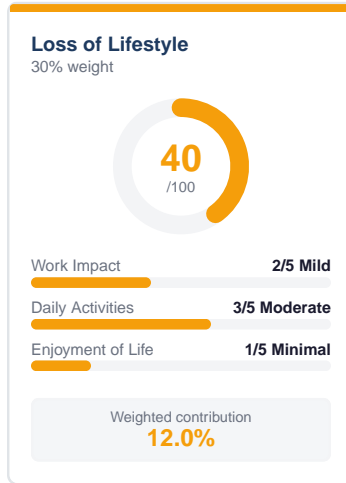 Loss of Lifestyle
30% weight
40
/100
Work Impact 2/5 Mild
Daily Activities 3/5 Moderate
Enjoyment of Life 1/5 Minimal
Weighted contribution
12.0%